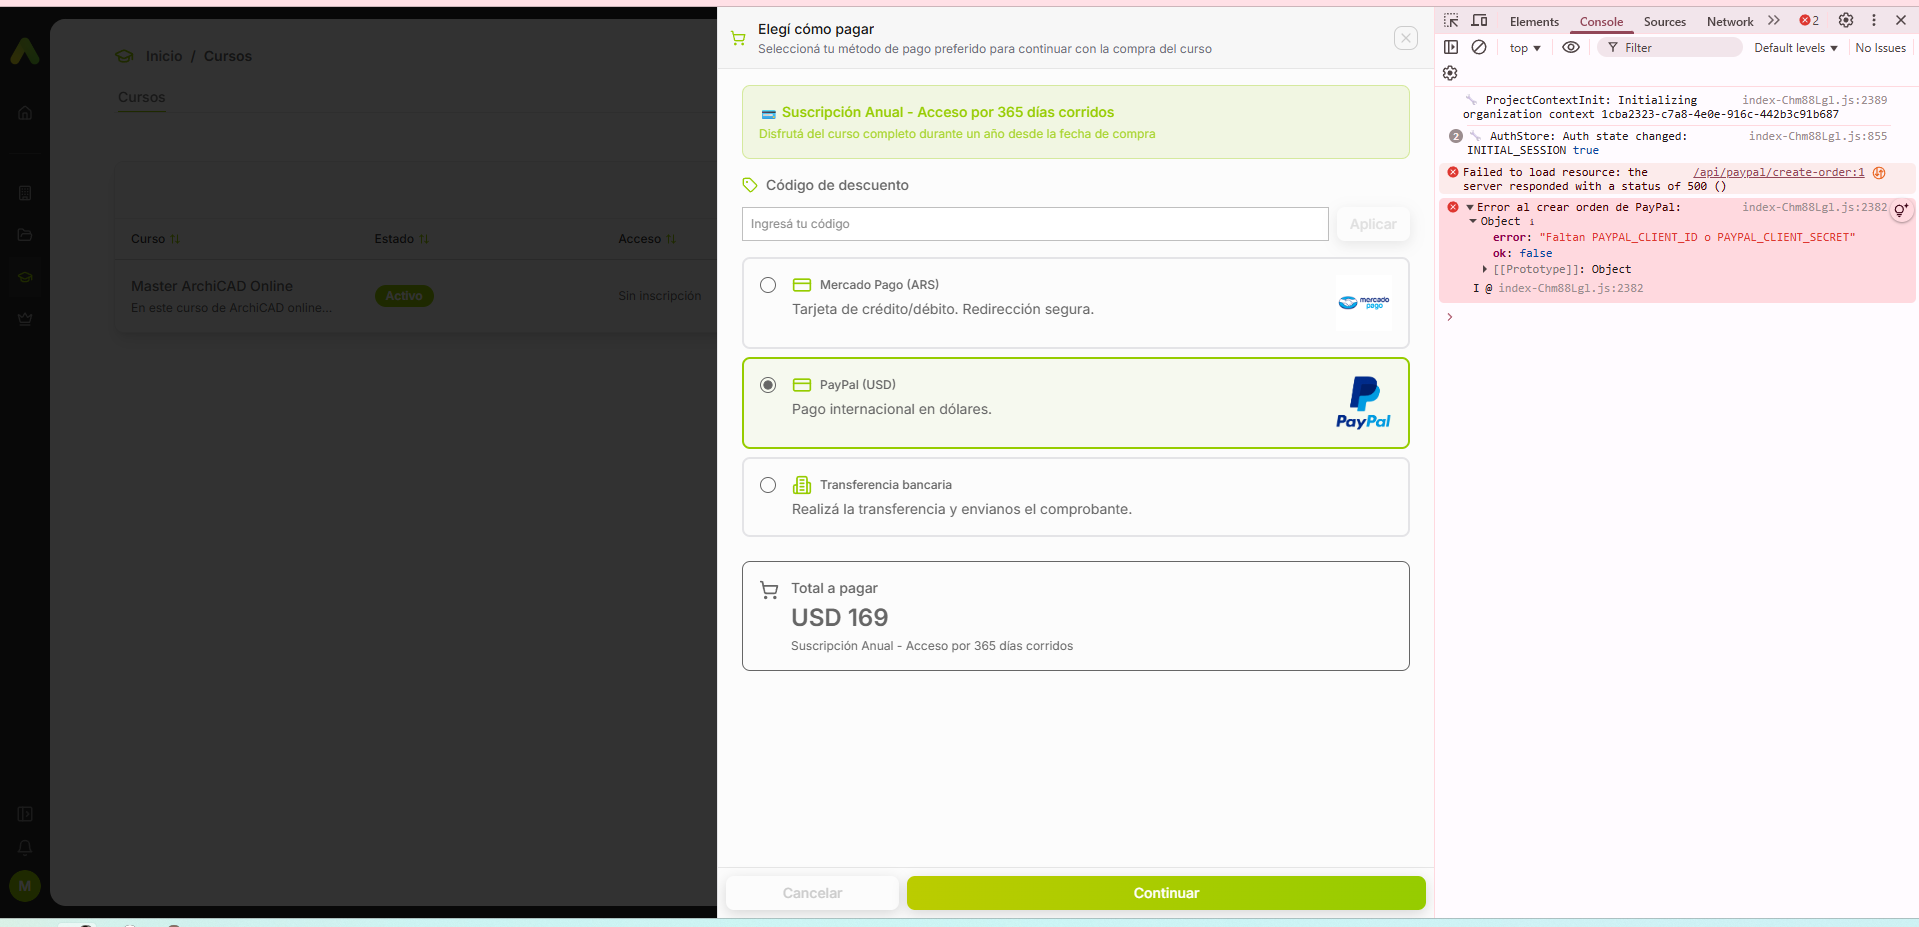 Inicio / Cursos
Cursos
Curso
Estado
Acceso
Master ArchiCAD Online
En este curso de ArchiCAD online...
Activo
Sin inscripción
M
Elegí cómo pagar
Seleccioná tu método de pago preferido para continuar con la compra del curso
Suscripción Anual - Acceso por 365 días corridos
Disfrutá del curso completo durante un año desde la fecha de compra
Código de descuento
Ingresá tu código
Aplicar
Mercado Pago (ARS)
Tarjeta de crédito/débito. Redirección segura.
mercado
pago
PayPal (USD)
Pago internacional en dólares.
PayPal
Transferencia bancaria
Realizá la transferencia y envianos el comprobante.
Total a pagar
USD 169
Suscripción Anual - Acceso por 365 días corridos
Cancelar
Continuar
Elements Console Sources Network 2
top Filter Default levels No Issues
ProjectContextInit: Initializing index-Chm88Lgl.js:2389
organization context 1cba2323-c7a8-4e0e-916c-442b3c91b687
2 AuthStore: Auth state changed: index-Chm88Lgl.js:855
INITIAL_SESSION true
Failed to load resource: the /api/paypal/create-order:1
server responded with a status of 500 ()
Error al crear orden de PayPal: index-Chm88Lgl.js:2382
Object i
error: "Faltan PAYPAL_CLIENT_ID o PAYPAL_CLIENT_SECRET"
ok: false
[[Prototype]]: Object
I @ index-Chm88Lgl.js:2382